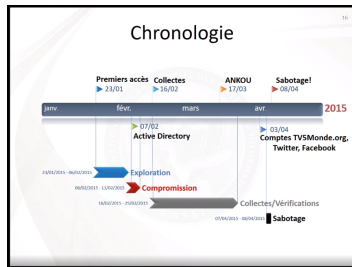 16
Chronologie
Premiers accès
23/01
Collectes
16/02
ANKOU
17/03
Sabotage!
08/04
janv.
févr.
mars
avr.
2015
07/02
Active Directory
03/04
Comptes TV5Monde.org,
Twitter, Facebook
23/01/2015 - 06/02/2015
Exploration
06/02/2015 - 11/02/2015
Compromission
16/02/2015 - 25/03/2015
Collectes/Vérifications
07/04/2015 - 08/04/2015
Sabotage